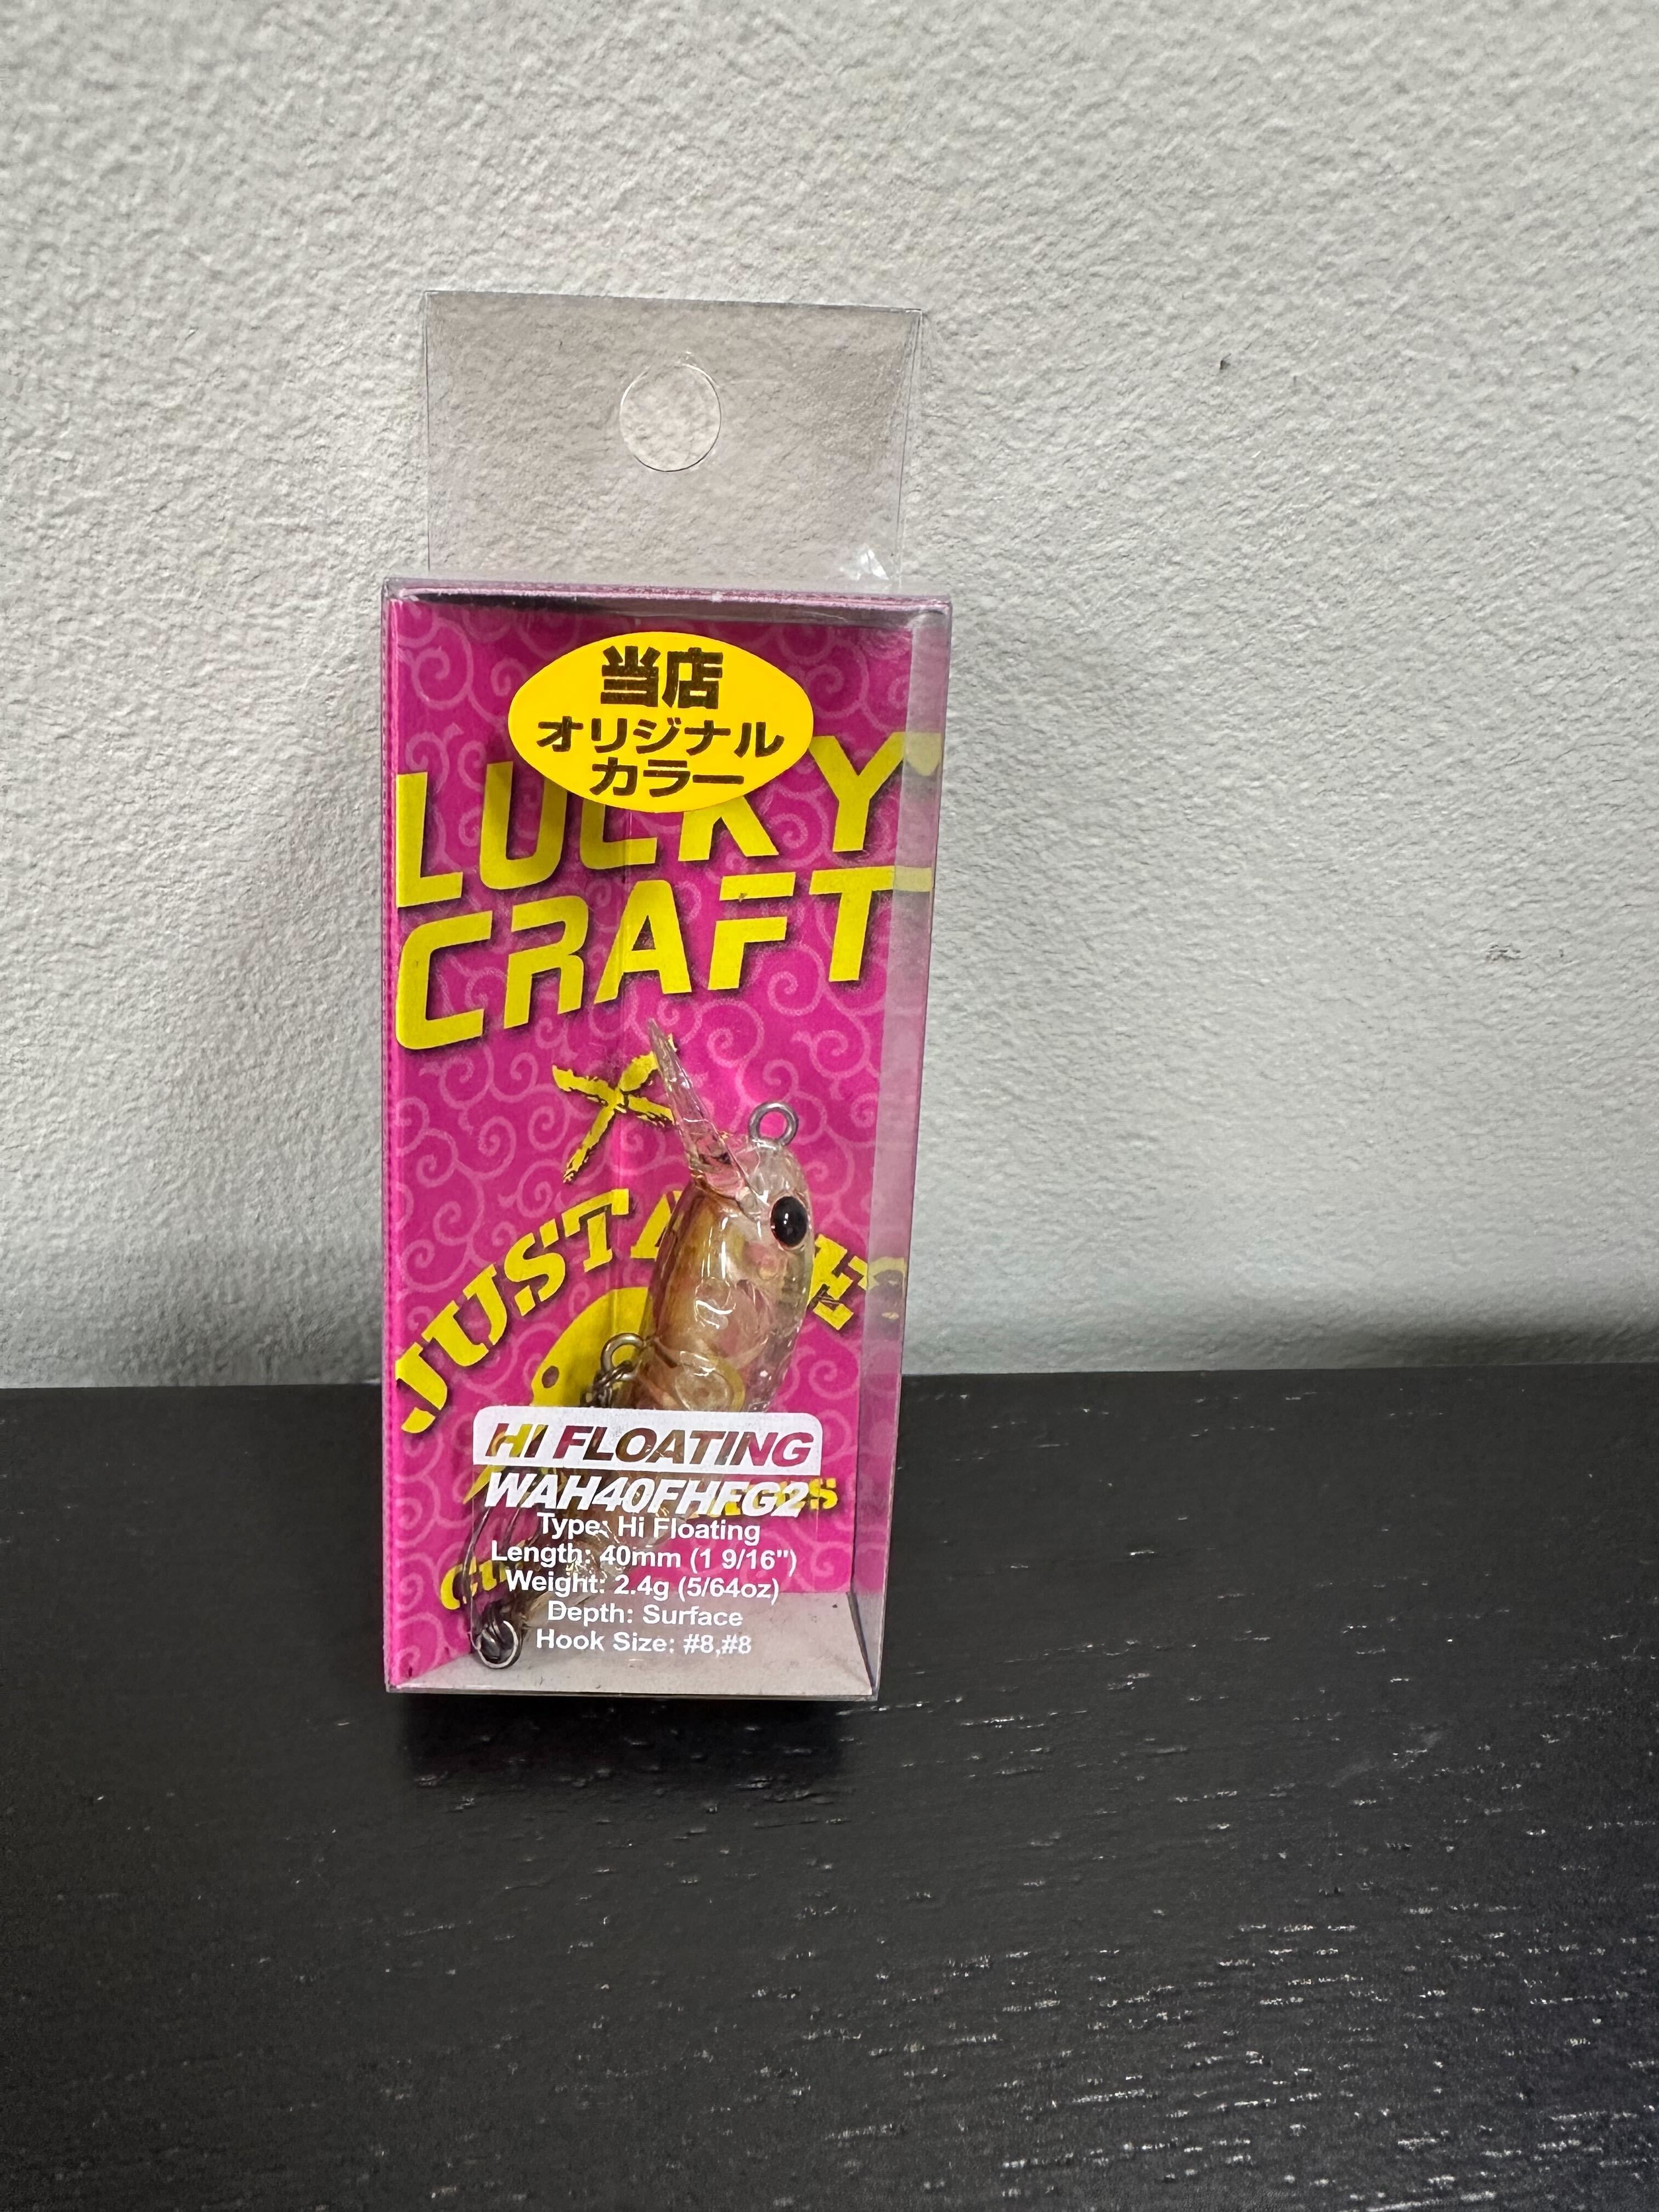 当店
オリジナル
カラー
LUCKY
CRAFT
X
HI FLOATING
WAH40FHFG2
Type: Hi Floating
Length: 40mm (1 9/16")
Weight: 2.4g (5/64oz)
Depth: Surface
Hook Size: #8,#8